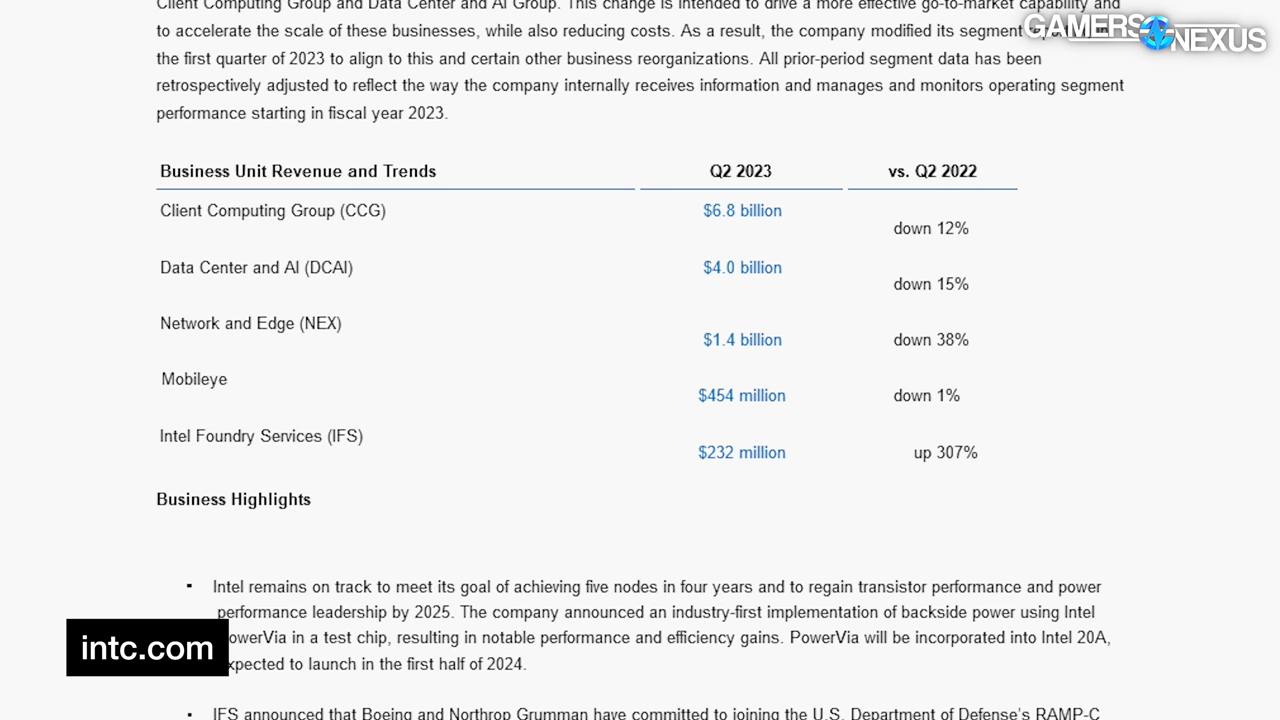 Client Computing Group and Data Center and AI Group. This change is intended to drive a more effective go-to-market capability and
to accelerate the scale of these businesses, while also reducing costs. As a result, the company modified its segment
the first quarter of 2023 to align to this and certain other business reorganizations. All prior-period segment data has been
retrospectively adjusted to reflect the way the company internally receives information and manages and monitors operating segment
performance starting in fiscal year 2023.
GAMERS NEXUS
Business Unit Revenue and Trends Q2 2023 vs. Q2 2022
Client Computing Group (CCG) $6.8 billion down 12%
Data Center and AI (DCAI) $4.0 billion down 15%
Network and Edge (NEX) $1.4 billion down 38%
Mobileye $454 million down 1%
Intel Foundry Services (IFS) $232 million up 307%
Business Highlights
▪ Intel remains on track to meet its goal of achieving five nodes in four years and to regain transistor performance and power
performance leadership by 2025. The company announced an industry-first implementation of backside power using Intel
owerVia in a test chip, resulting in notable performance and efficiency gains. PowerVia will be incorporated into Intel 20A,
xpected to launch in the first half of 2024.
intc.com
▪ IFS announced that Boeing and Northrop Grumman have committed to joining the U.S. Department of Defense's RAMP-C